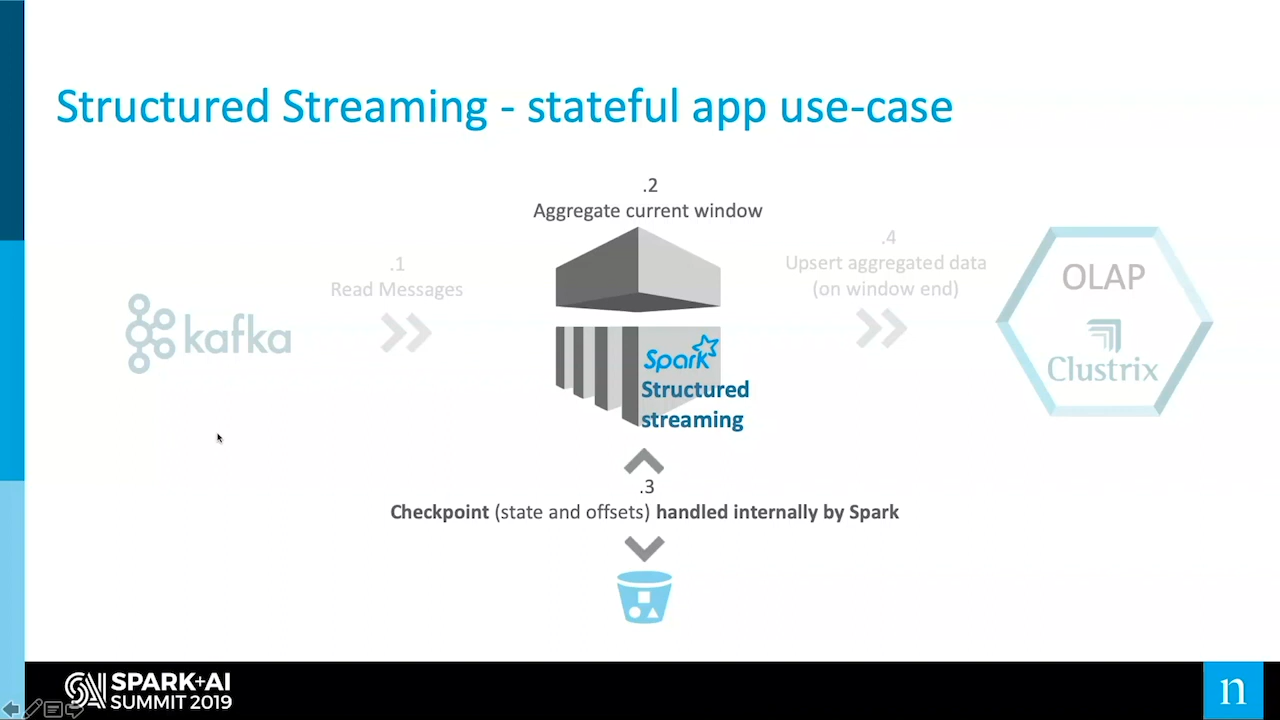 Structured Streaming - stateful app use-case
.2
Aggregate current window
.1
Read Messages
.4
Upsert aggregated data
(on window end)
kafka
Spark
Structured
streaming
OLAP
Clustrix
.3
Checkpoint (state and offsets) handled internally by Spark
SPARK+AI
SUMMIT 2019
n